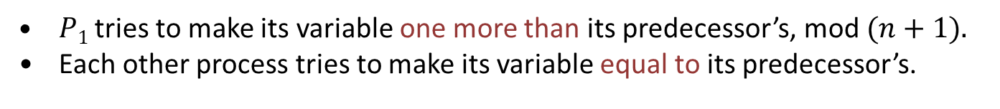 • P₁ tries to make its variable one more than its predecessor’s, mod (n + 1).
• Each other process tries to make its variable equal to its predecessor’s.